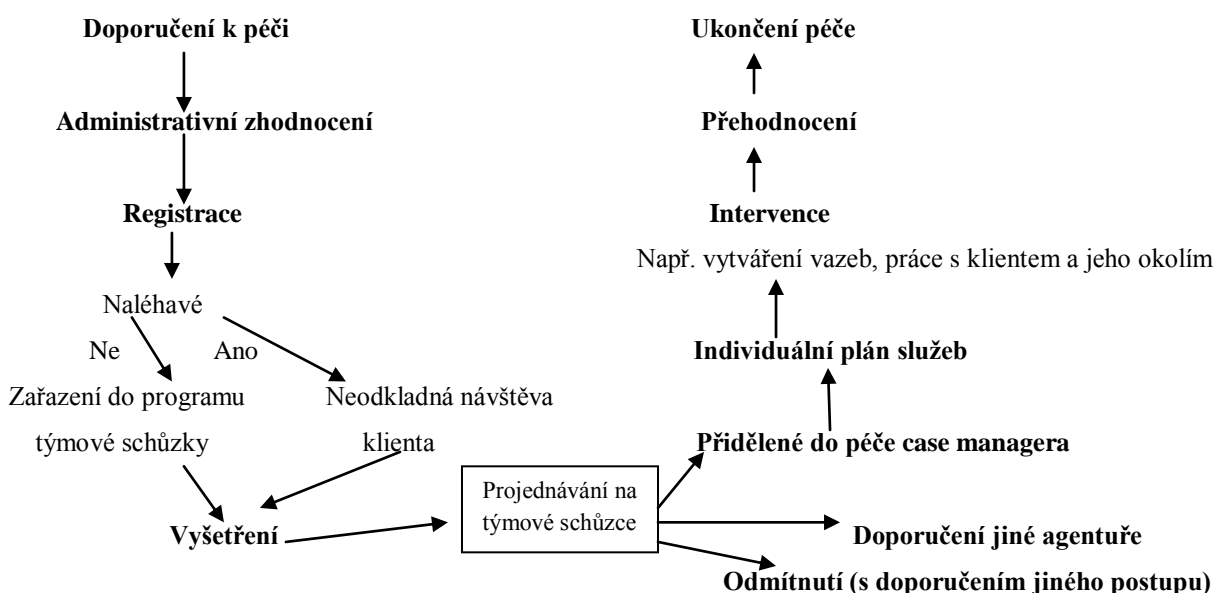 Doporučení k péči
Administrativní zhodnocení
Registrace
Naléhavé
Ne
Ano
Zařazení do programu
týmové schůzky
Neodkladná návštěva
klienta
Vyšetření
Projednávání na
týmové schůzce
Ukončení péče
Přehodnocení
Intervence
Např. vytváření vazeb, práce s klientem a jeho okolím
Individuální plán služeb
Přidělené do péče case managera
Doporučení jiné agentuře
Odmítnutí (s doporučením jiného postupu)